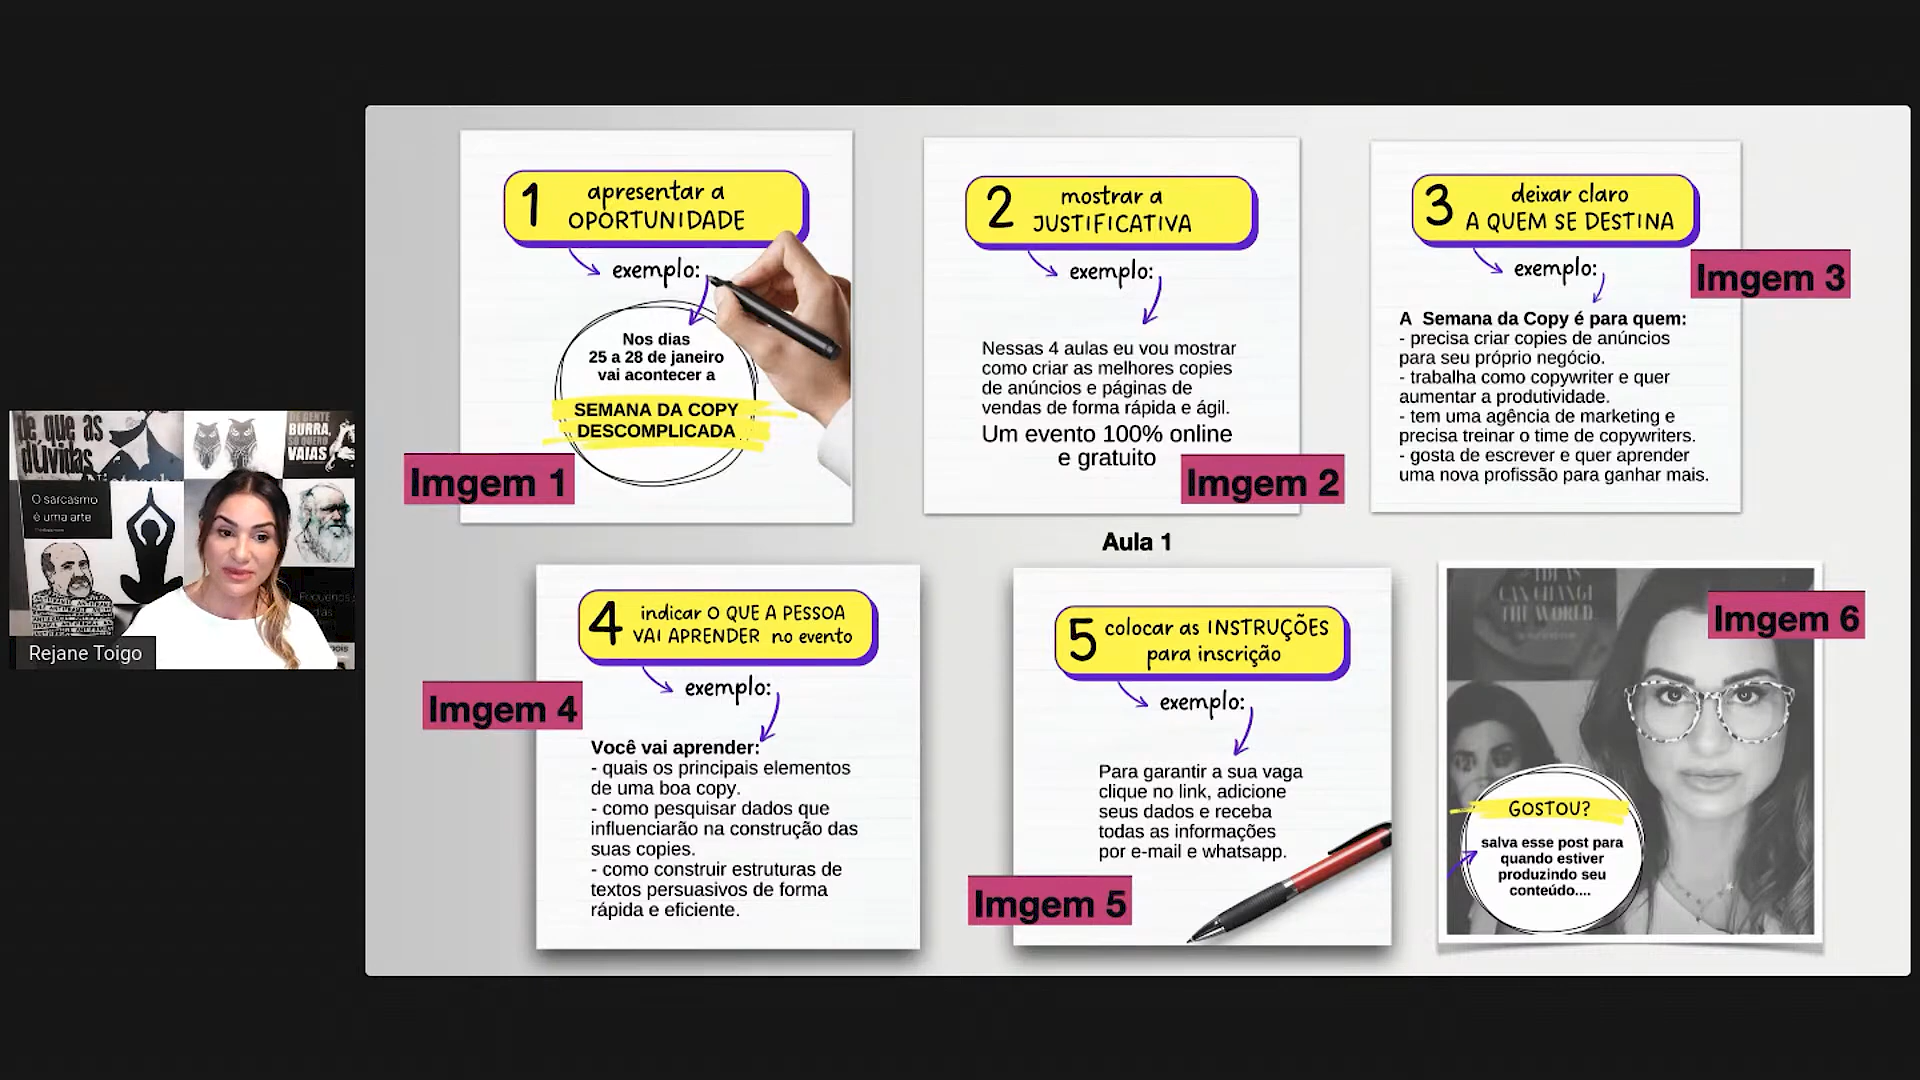 1
apresentar a
OPORTUNIDADE
exemplo:
Nos dias
25 a 28 de janeiro
vai acontecer a
SEMANA DA COPY
DESCOMPLICADA
Imgem 1
2
mostrar a
JUSTIFICATIVA
exemplo:
Nessas 4 aulas eu vou mostrar
como criar as melhores copies
de anúncios e páginas de
vendas de forma rápida e ágil.
Um evento 100% online
e gratuito
Imgem 2
3
deixar claro
A QUEM SE DESTINA
exemplo:
Imgem 3
A Semana da Copy é para quem:
- precisa criar copies de anúncios
para seu próprio negócio.
- trabalha como copywriter e quer
aumentar a produtividade.
- tem uma agência de marketing e
precisa treinar o time de copywriters.
- gosta de escrever e quer aprender
uma nova profissão para ganhar mais.
Aula 1
de que as
dúvidas
DE GENTE
BURRA,
SÓ QUERO
VAIAS
O sarcasmo
é uma arte
Rejane Toigo
4
indicar O QUE A PESSOA
VAI APRENDER no evento
exemplo:
Imgem 4
Você vai aprender:
- quais os principais elementos
de uma boa copy.
- como pesquisar dados que
influenciarão na construção das
suas copies.
- como construir estruturas de
textos persuasivos de forma
rápida e eficiente.
5
colocar as INSTRUÇÕES
para inscrição
exemplo:
Para garantir a sua vaga
clique no link, adicione
seus dados e receba
todas as informações
por e-mail e whatsapp.
Imgem 5
CAN CHANGE
THE WORLD.
Imgem 6
GOSTOU?
salva esse post para
quando estiver
produzindo seu
conteúdo....